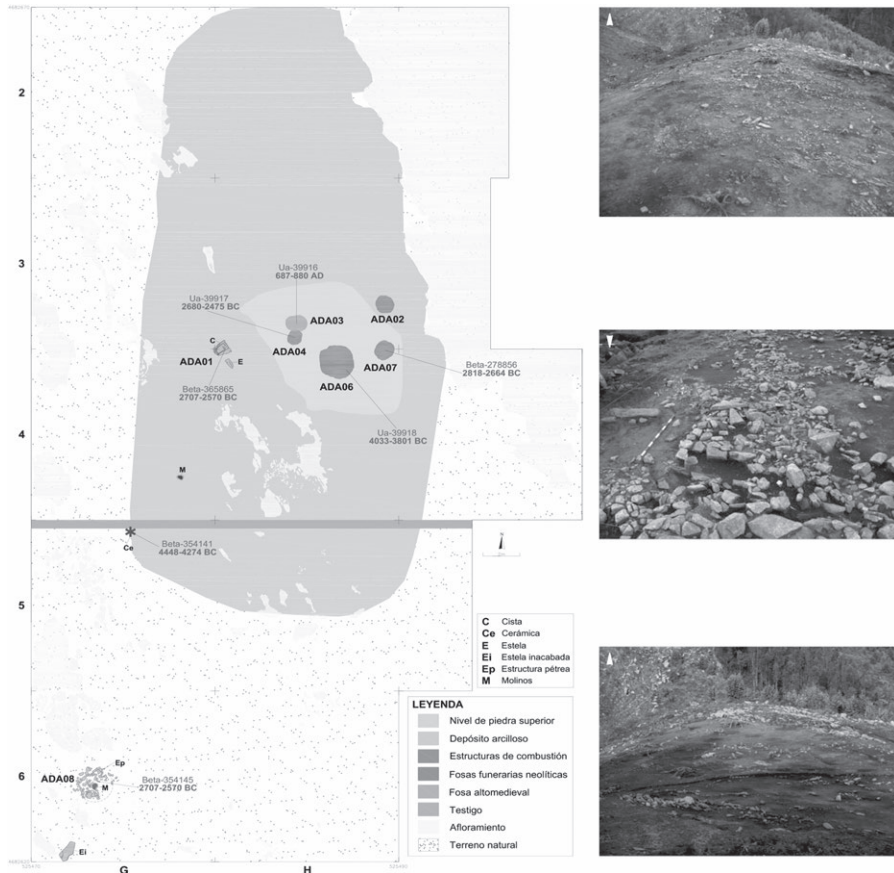 2
3
Ua-39916
687-880 AD
Ua-39917
2680-2475 BC
ADA03
ADA02
ADA04
C
E
ADA01
ADA07
ADA06
Beta-365865
2707-2570 BC
Beta-278856
2818-2664 BC
Ua-39918
4033-3801 BC
4
M
Beta-354141
4448-4274 BC
Ce
5
C Cista
Ce Cerámica
E Estela
Ei Estela inacabada
Ep Estructura pétrea
M Molinos
LEYENDA
Nivel de piedra superior
Depósito arcilloso
Estructuras de combustión
Fosas funerarias neolíticas
Fosa altomedieval
Testigo
Afloramiento
Terreno natural
6
Ep
ADA08
Beta-354145
2707-2570 BC
M
Ei
G H